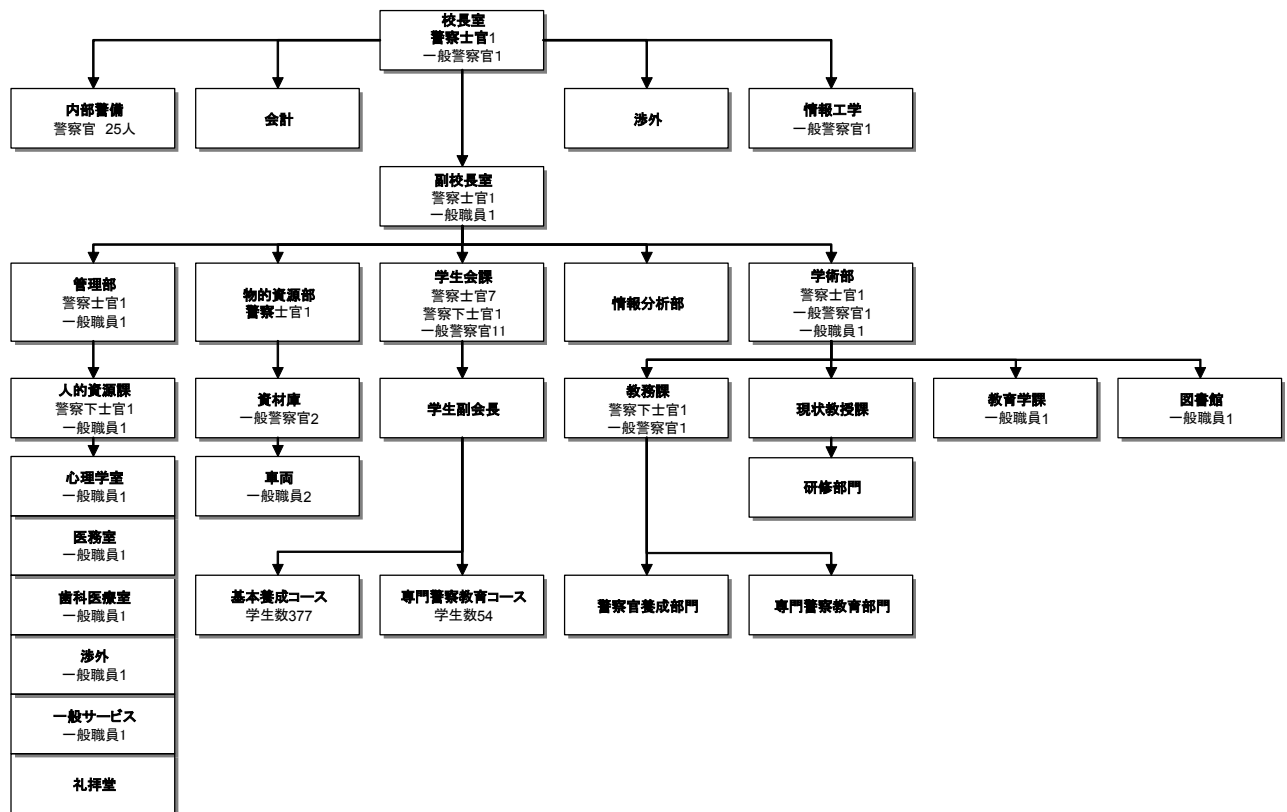 校長室
警察士官1
一般警察官1
内部警備
警察官 25人
会計
渉外
情報工学
一般警察官1
副校長室
警察士官1
一般職員1
管理部
警察士官1
一般職員1
物的資源部
警察士官1
学生会課
警察士官7
警察下士官1
一般警察官11
情報分析部
学術部
警察士官1
一般警察官1
一般職員1
人的資源課
警察下士官1
一般職員1
資材庫
一般警察官2
学生副会長
教務課
警察下士官1
一般警察官1
現状教授課
教育学課
一般職員1
図書館
一般職員1
心理学室
一般職員1
車両
一般職員2
研修部門
医務室
一般職員1
歯科医療室
一般職員1
基本養成コース
学生数377
専門警察教育コース
学生数54
警察官養成部門
専門警察教育部門
渉外
一般職員1
一般サービス
一般職員1
礼拝堂